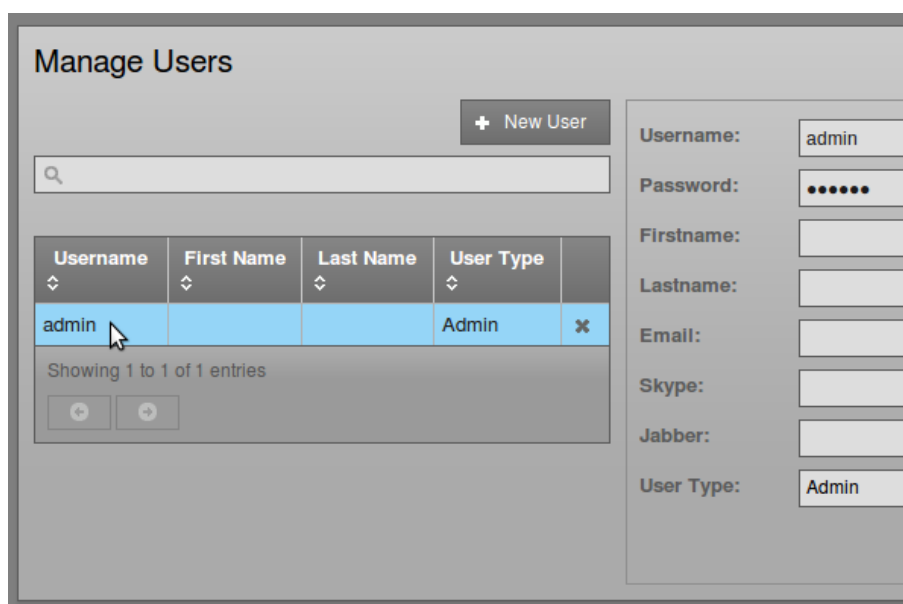 Manage Users
New User
Username First Name Last Name User Type
admin Admin
Showing 1 to 1 of 1 entries
Username: admin
Password: ••••••
Firstname:
Lastname:
Email:
Skype:
Jabber:
User Type: Admin